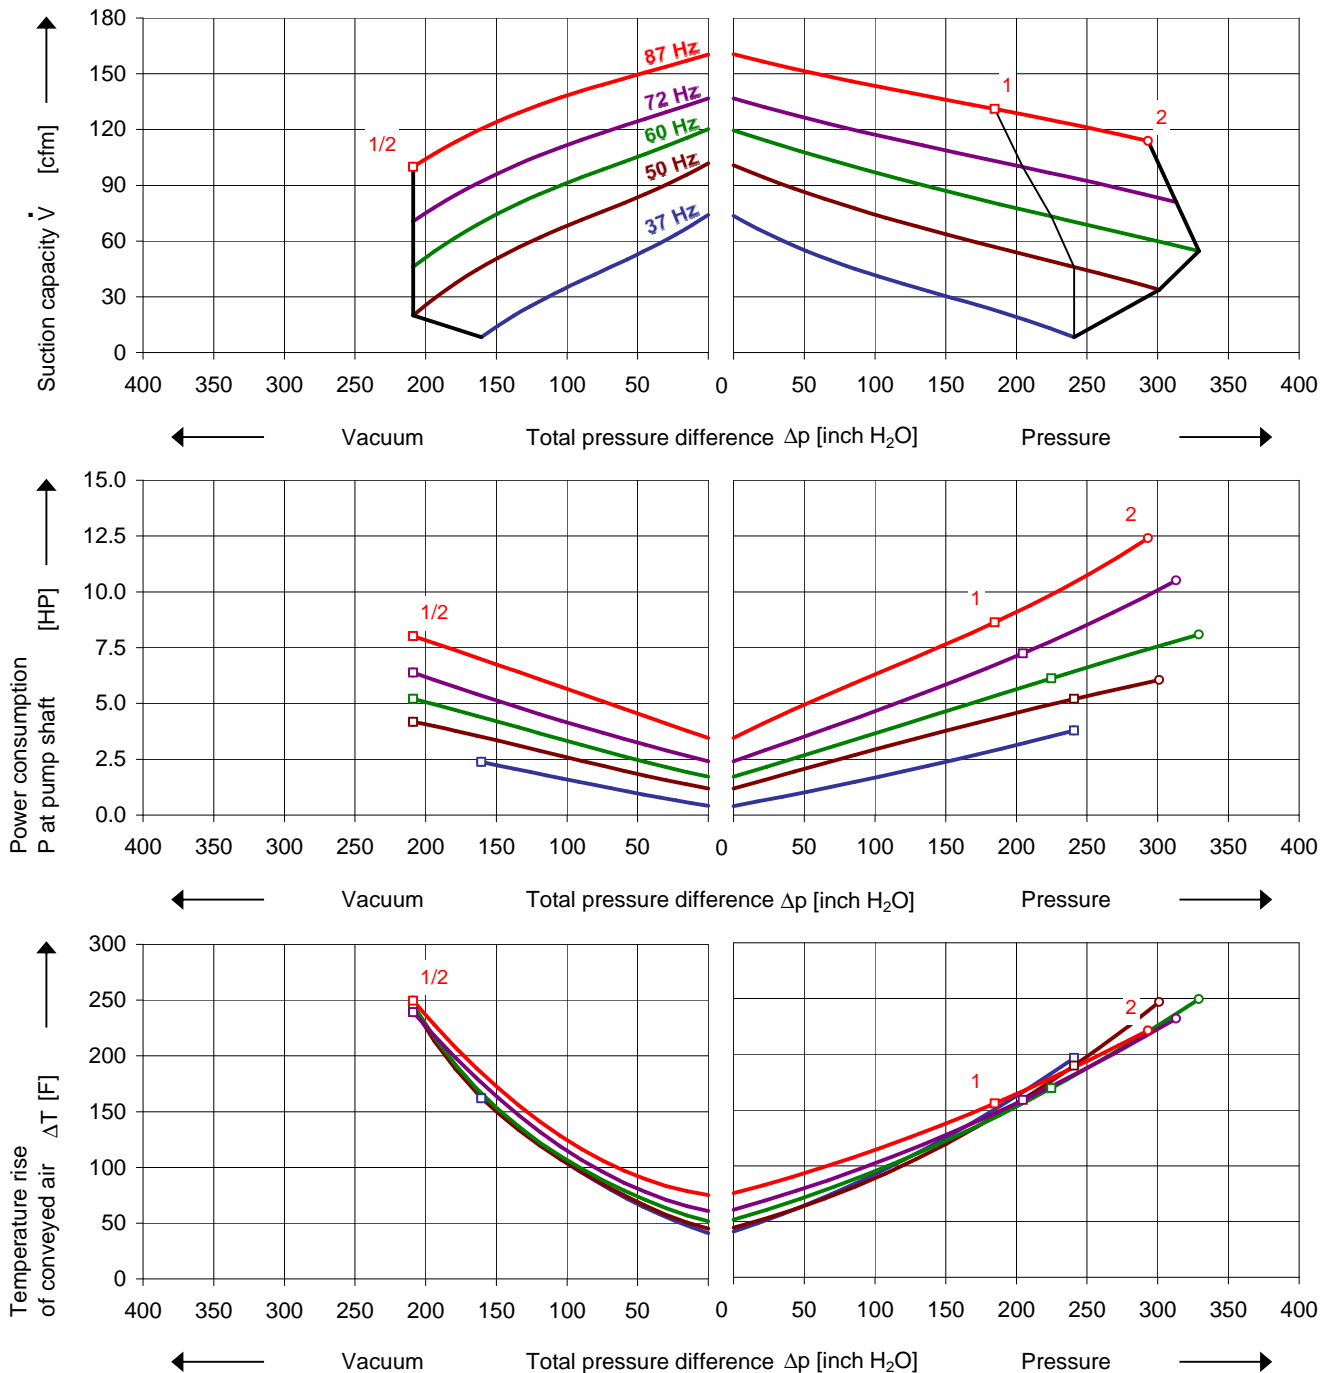 Suction capacity V̇ [cfm]
180
150
120
90
60
30
0
87 Hz
72 Hz
60 Hz
50 Hz
37 Hz
1/2
1
2
400 350 300 250 200 150 100 50 0 50 100 150 200 250 300 350 400
Vacuum Total pressure difference Δp [inch H₂O] Pressure
Power consumption
P at pump shaft [HP]
15.0
12.5
10.0
7.5
5.0
2.5
0.0
1/2
1
2
400 350 300 250 200 150 100 50 0 50 100 150 200 250 300 350 400
Vacuum Total pressure difference Δp [inch H₂O] Pressure
Temperature rise
of conveyed air ΔT [F]
300
250
200
150
100
50
0
1/2
1
2
400 350 300 250 200 150 100 50 0 50 100 150 200 250 300 350 400
Vacuum Total pressure difference Δp [inch H₂O] Pressure